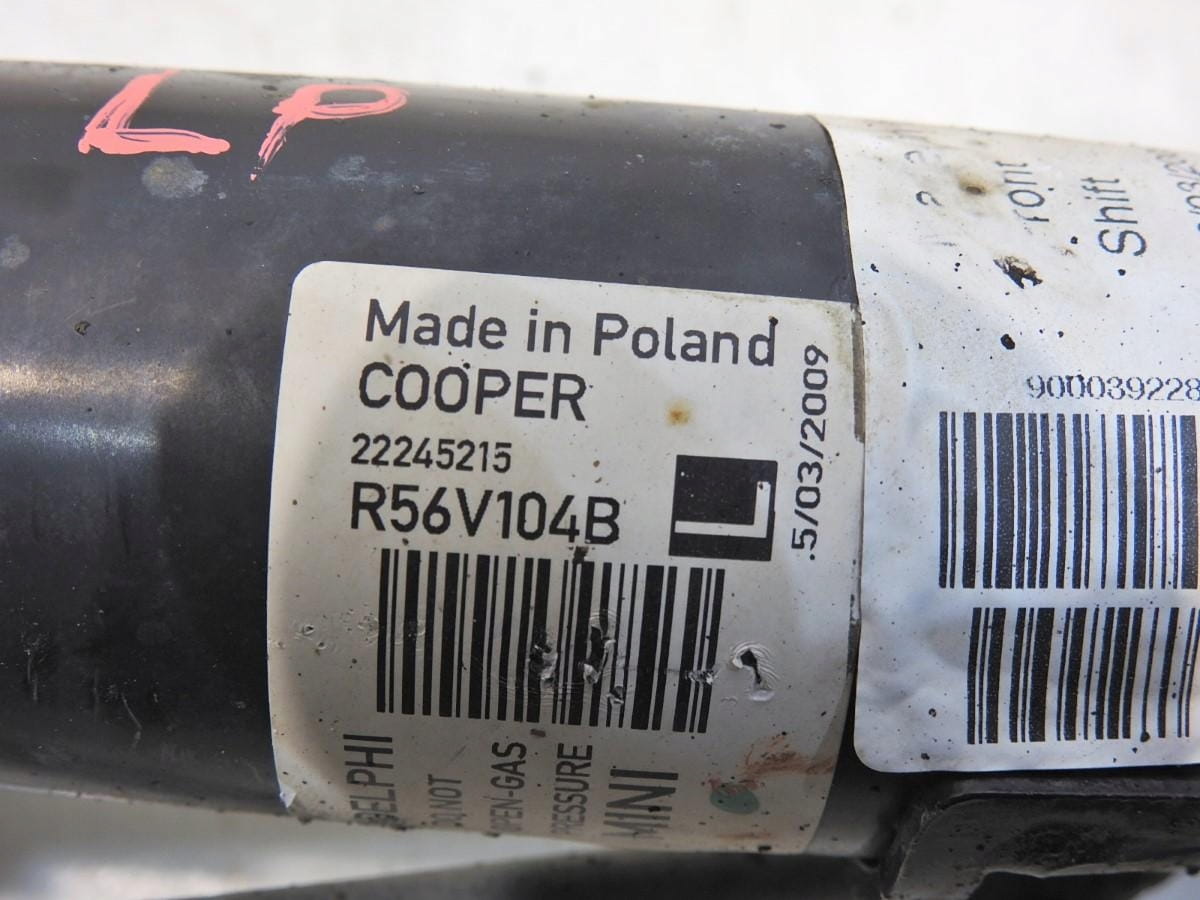 LP
Made in Poland
COOPER
22245215
R56V104B
L
5/03/2009
DELPHI
DO NOT
OPEN-GAS
PRESSURE
MINI
ront
Shift
900039228